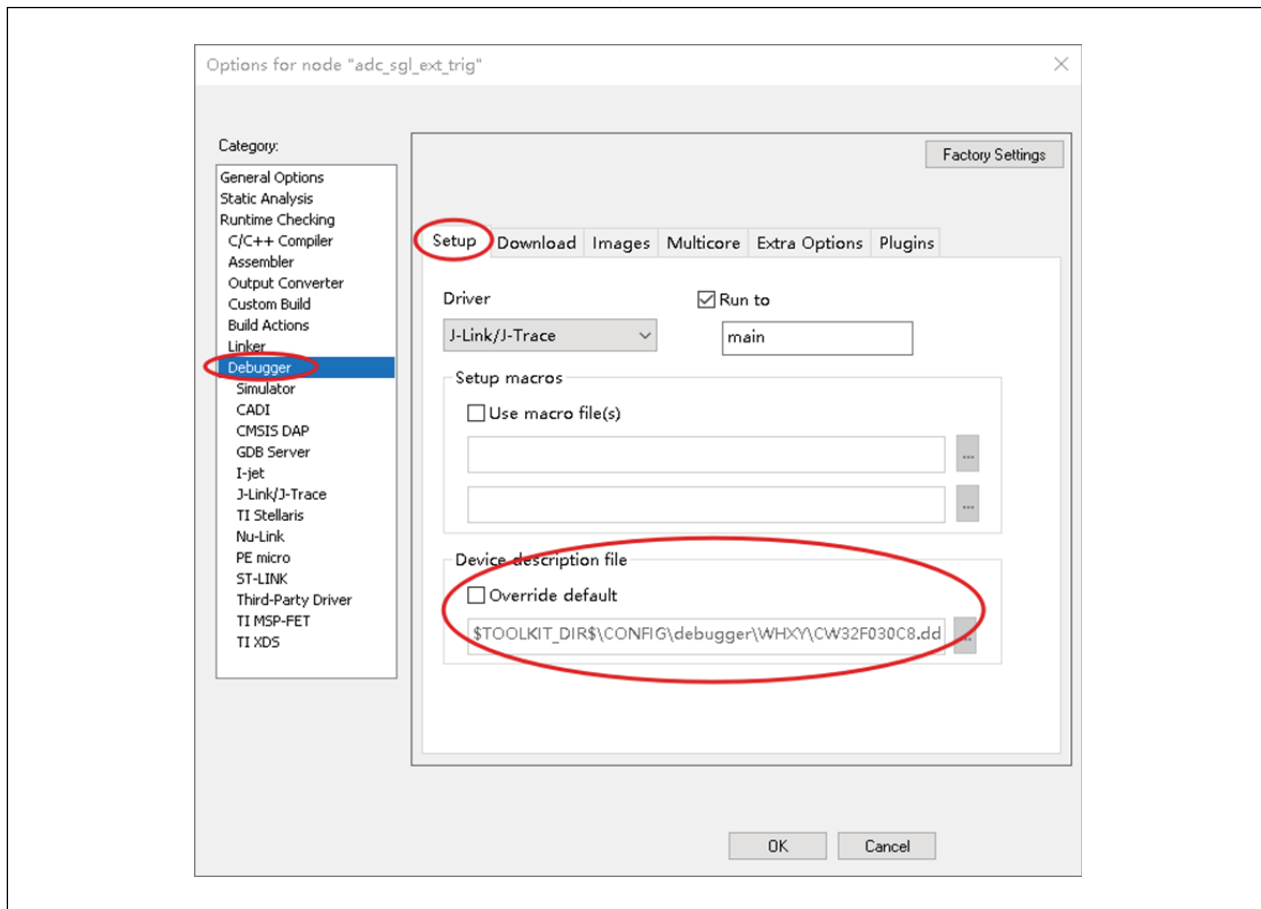 Options for node "adc_sgl_ext_trig"
Category:
Factory Settings
General Options
Static Analysis
Runtime Checking
C/C++ Compiler
Assembler
Output Converter
Custom Build
Build Actions
Linker
Debugger
Simulator
CADI
CMSIS DAP
GDB Server
I-jet
J-Link/J-Trace
TI Stellaris
Nu-Link
PE micro
ST-LINK
Third-Party Driver
TI MSP-FET
TI XDS
Setup Download Images Multicore Extra Options Plugins
Driver Run to
J-Link/J-Trace main
Setup macros
Use macro file(s)
...
...
Device description file
Override default
$TOOLKIT_DIR$\CONFIG\debugger\WHXY\CW32F030C8.dd ...
OK Cancel